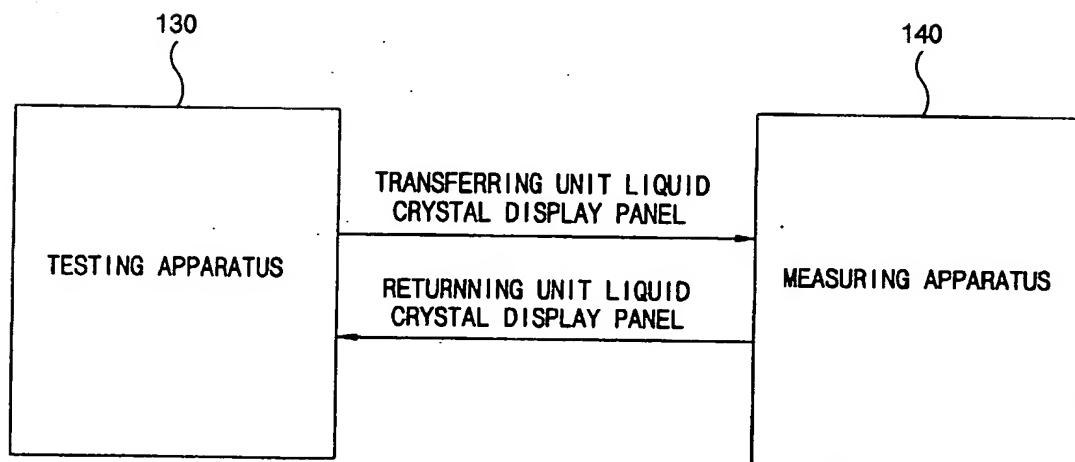 130
140
TRANSFERRING UNIT LIQUID
CRYSTAL DISPLAY PANEL
TESTING APPARATUS
MEASURING APPARATUS
RETURNNING UNIT LIQUID
CRYSTAL DISPLAY PANEL